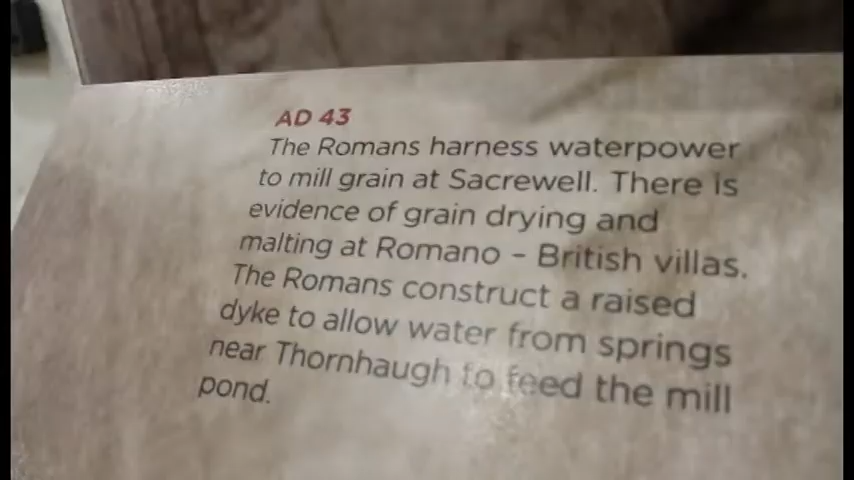 AD 43
The Romans harness waterpower
to mill grain at Sacrewell. There is
evidence of grain drying and
malting at Romano – British villas.
The Romans construct a raised
dyke to allow water from springs
near Thornhaugh to feed the mill
pond.